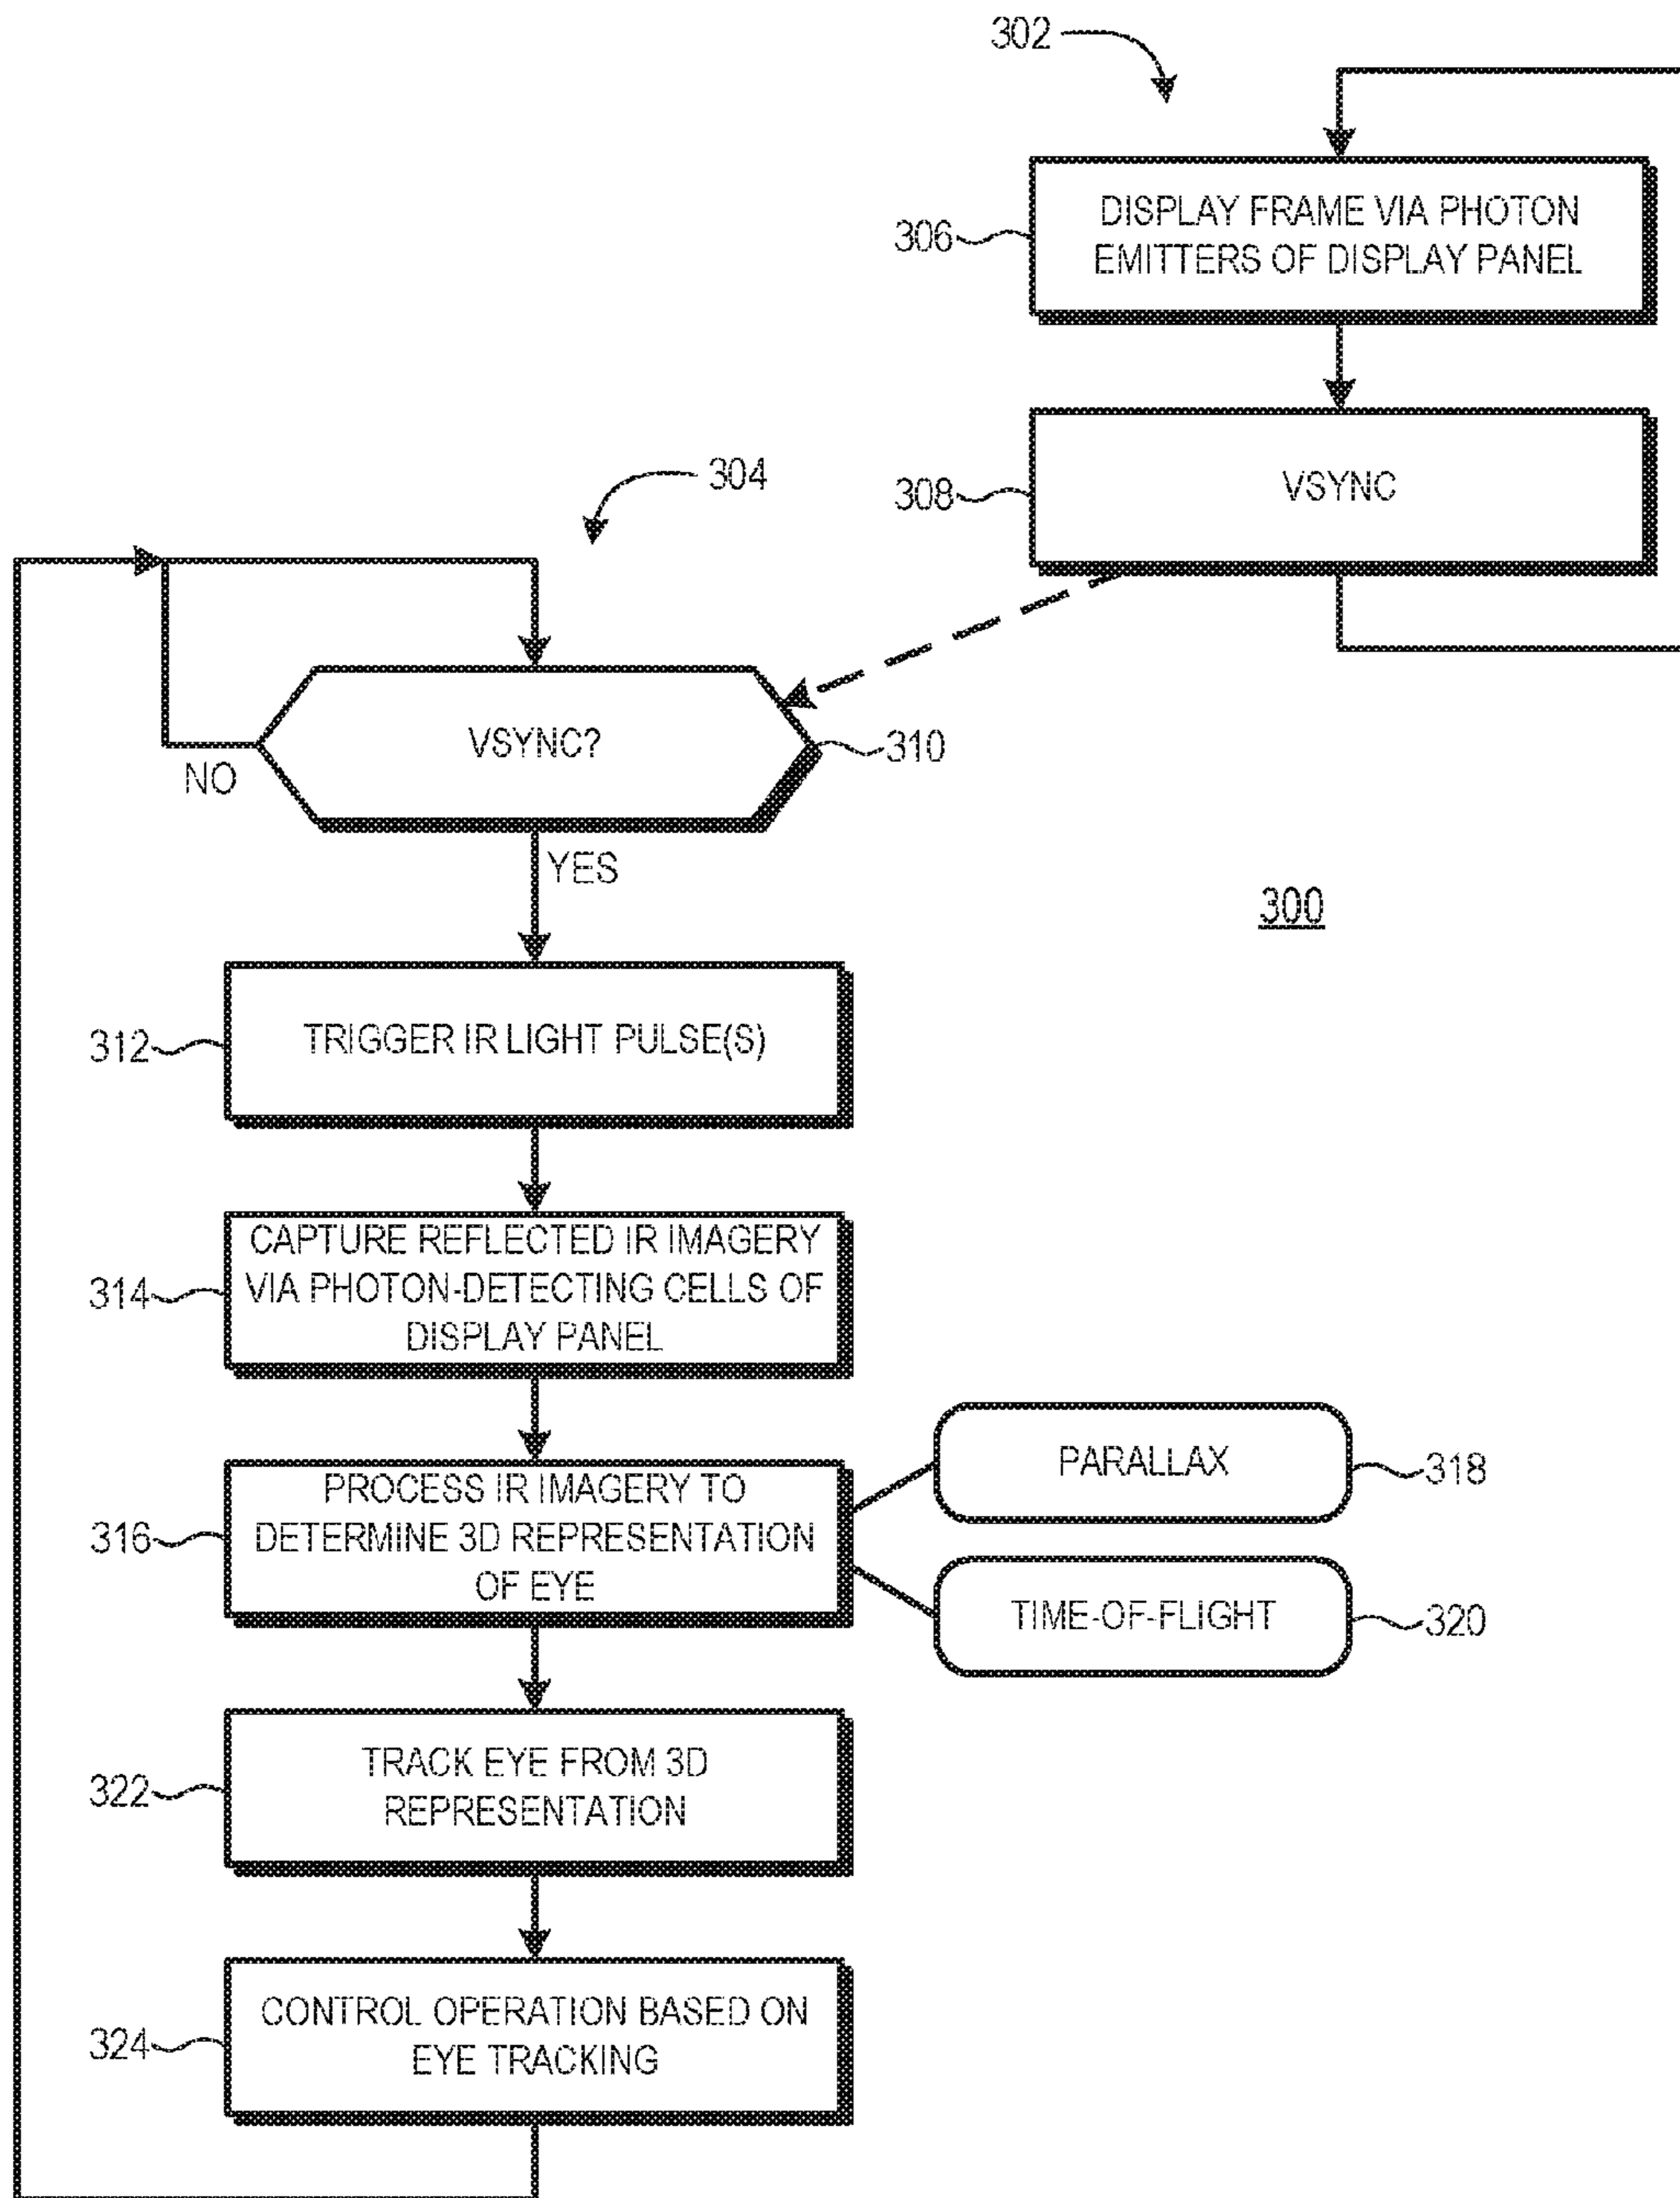 302
306
DISPLAY FRAME VIA PHOTON
EMITTERS OF DISPLAY PANEL
308
VSYNC
304
VSYNC?
310
NO
YES
300
312
TRIGGER IR LIGHT PULSE(S)
314
CAPTURE REFLECTED IR IMAGERY
VIA PHOTON-DETECTING CELLS OF
DISPLAY PANEL
316
PROCESS IR IMAGERY TO
DETERMINE 3D REPRESENTATION
OF EYE
PARALLAX
318
TIME-OF-FLIGHT
320
322
TRACK EYE FROM 3D
REPRESENTATION
324
CONTROL OPERATION BASED ON
EYE TRACKING